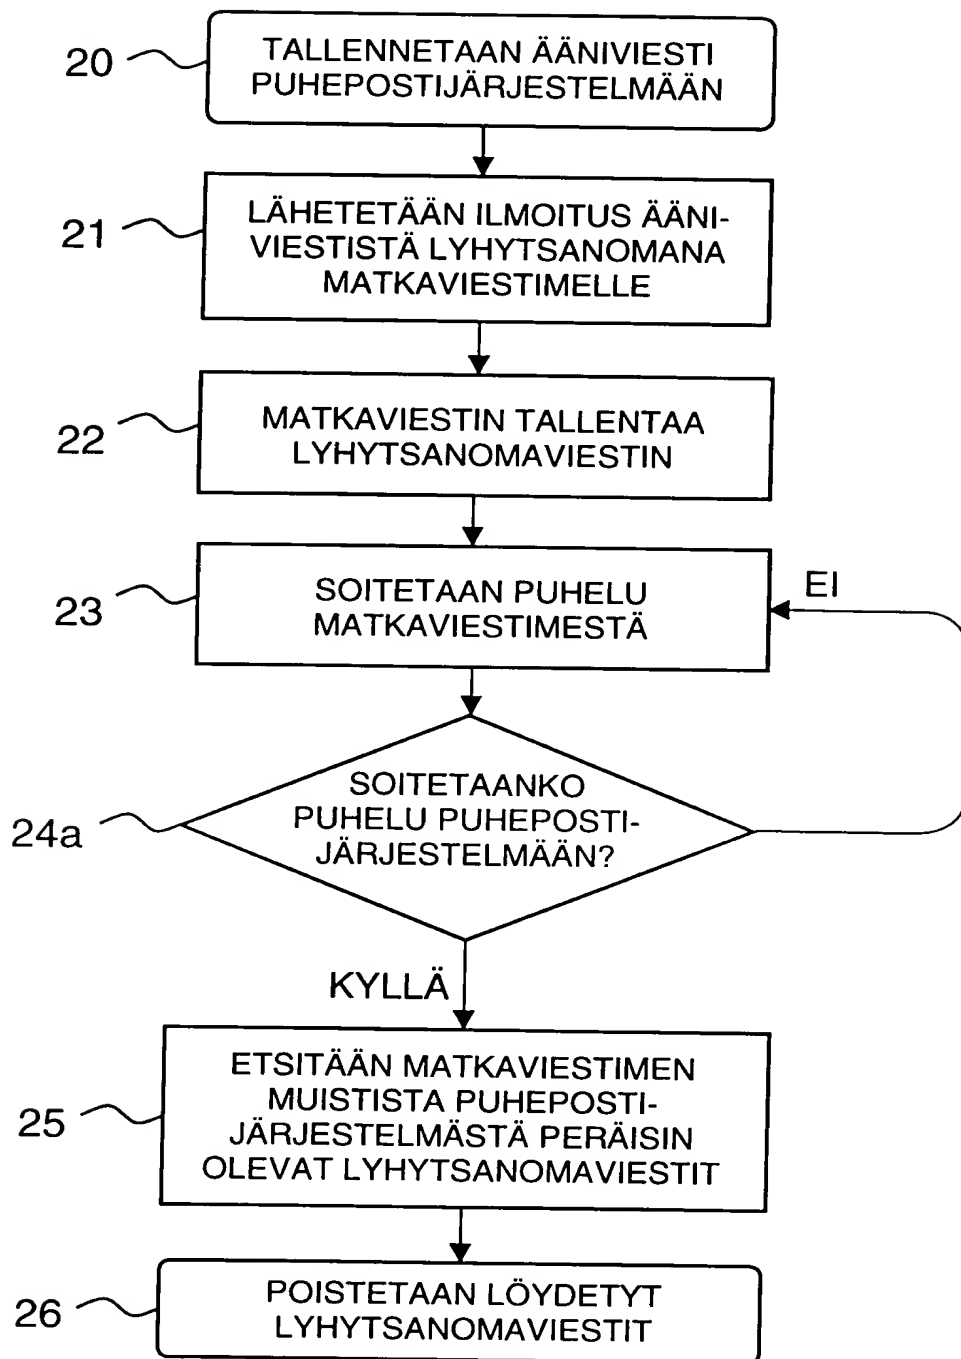 20
TALLENNETAAN ÄÄNIVIESTI
PUHEPOSTIJÄRJESTELMÄÄN
21
LÄHETETÄÄN ILMOITUS ÄÄNI-
VIESTISTÄ LYHYTSANOMANA
MATKAVIESTIMELLE
22
MATKAVIESTIN TALLENTAA
LYHYTSANOMAVIESTIN
23
SOITETAAN PUHELU
MATKAVIESTIMESTÄ
EI
24a
SOITETAANKO
PUHELU PUHEPOSTI-
JÄRJESTELMÄÄN?
KYLLÄ
25
ETSITÄÄN MATKAVIESTIMEN
MUISTISTA PUHEPOSTI-
JÄRJESTELMÄSTÄ PERÄISIN
OLEVAT LYHYTSANOMAVIESTIT
26
POISTETAAN LÖYDETYT
LYHYTSANOMAVIESTIT